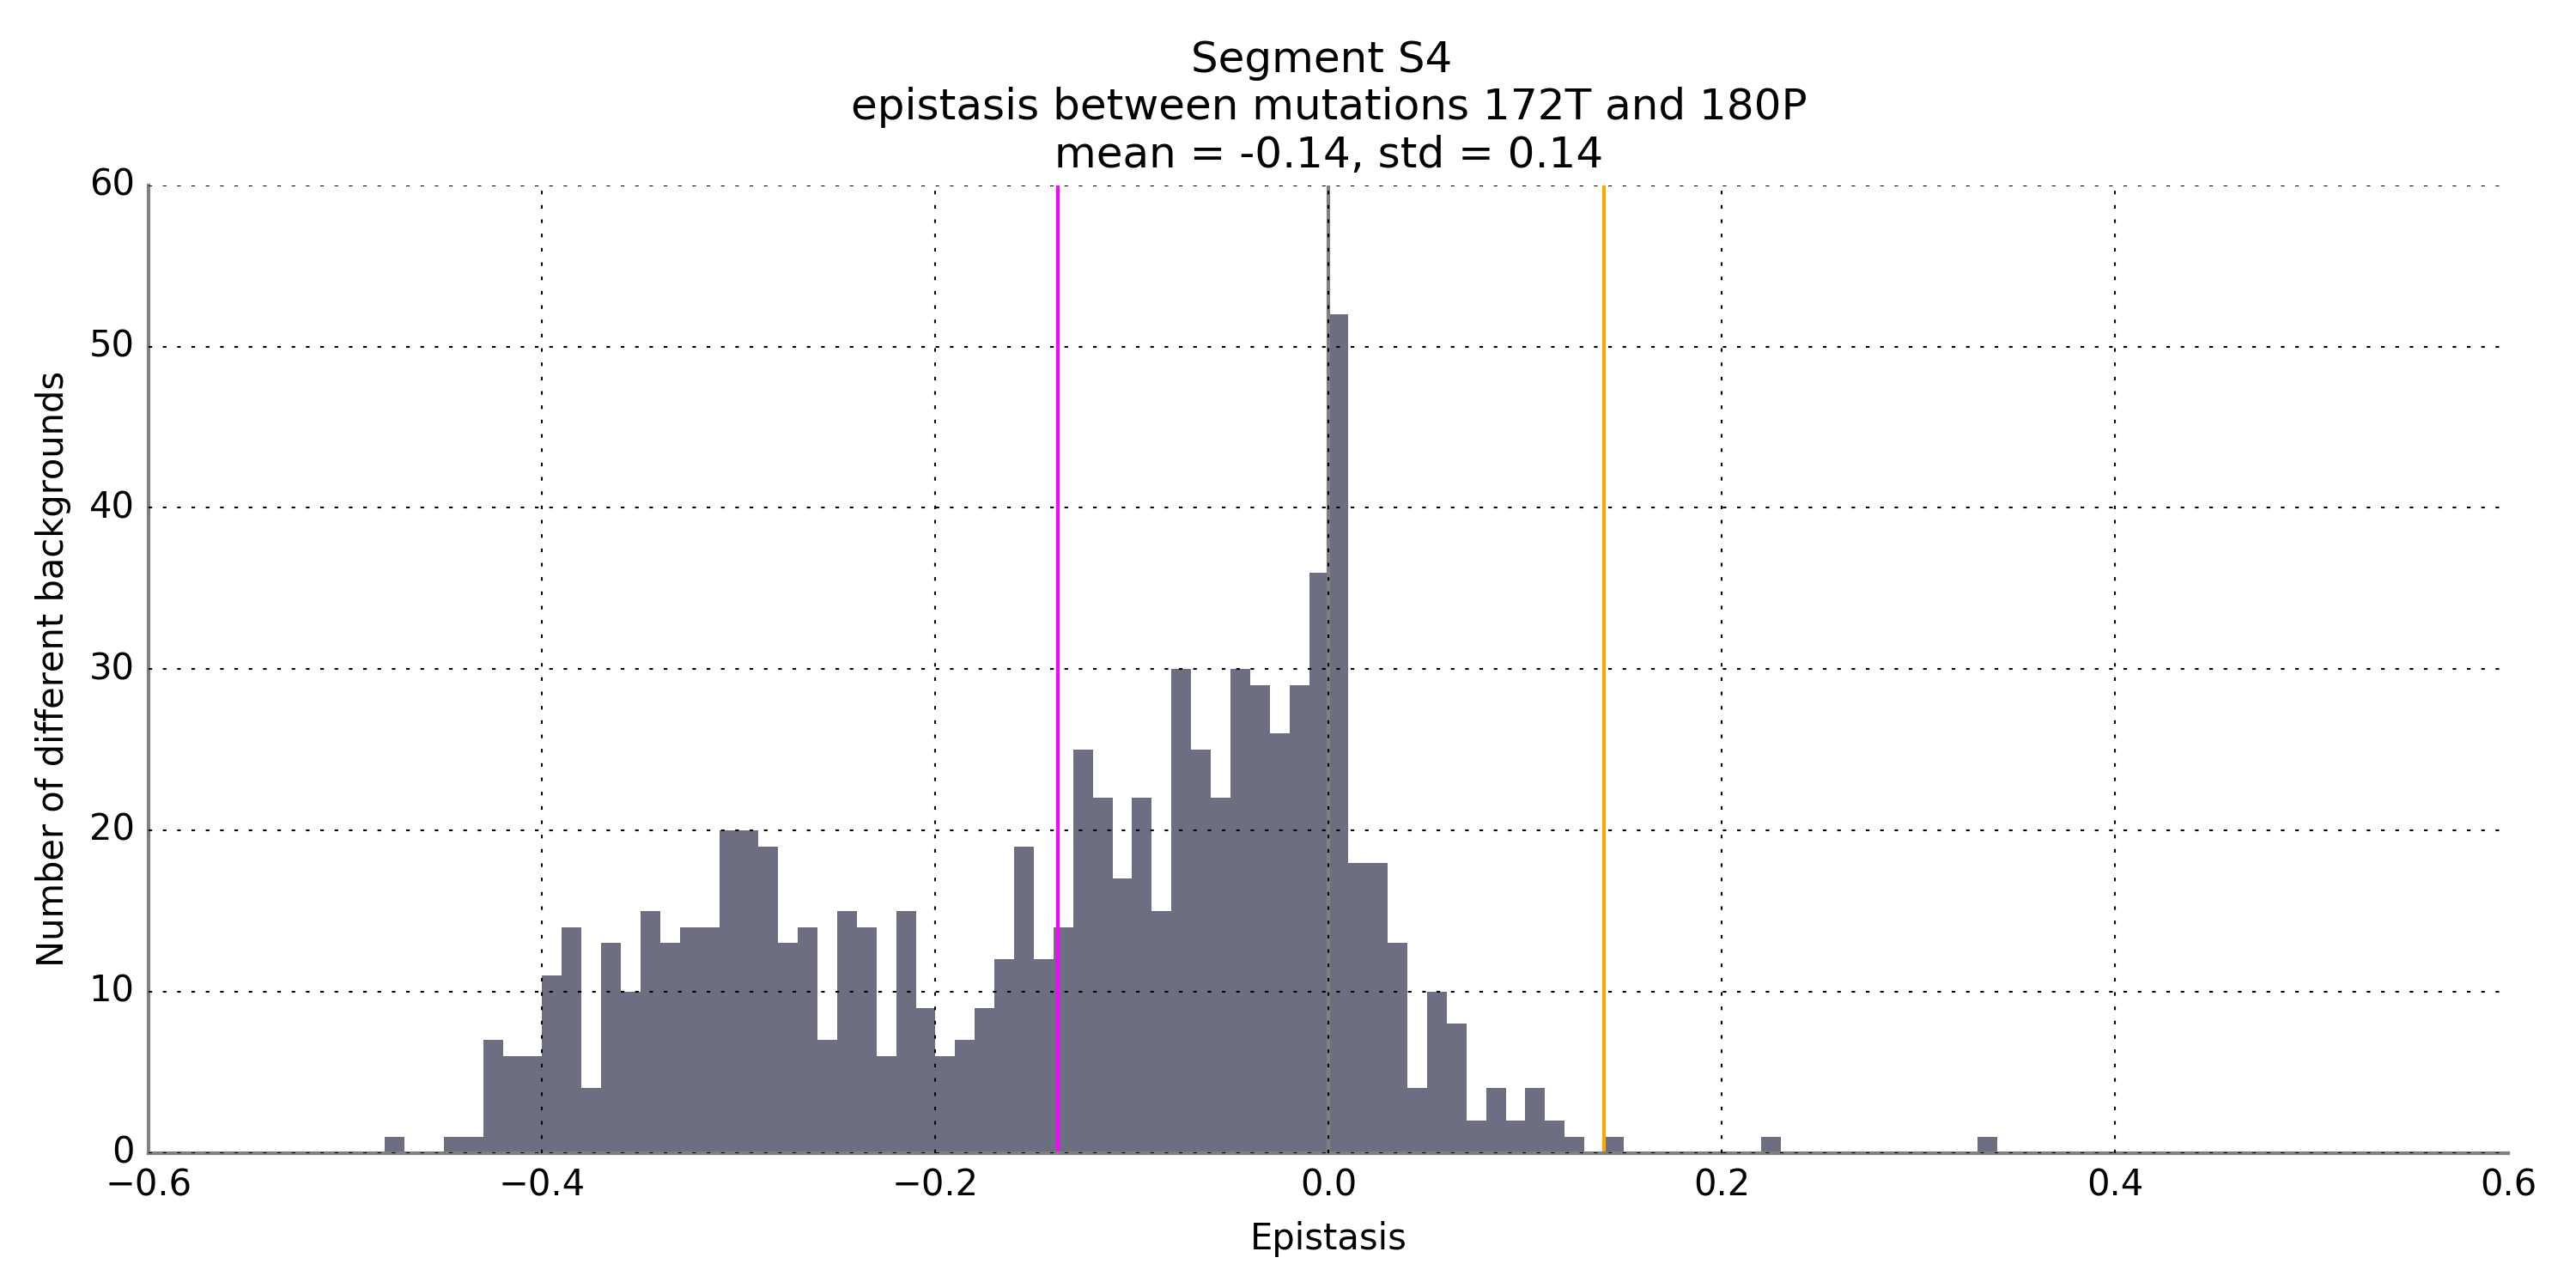 Segment S4
epistasis between mutations 172T and 180P
mean = -0.14, std = 0.14
60
50
40
30
20
10
0
Number of different backgrounds
−0.6 −0.4 −0.2 0.0 0.2 0.4 0.6
Epistasis